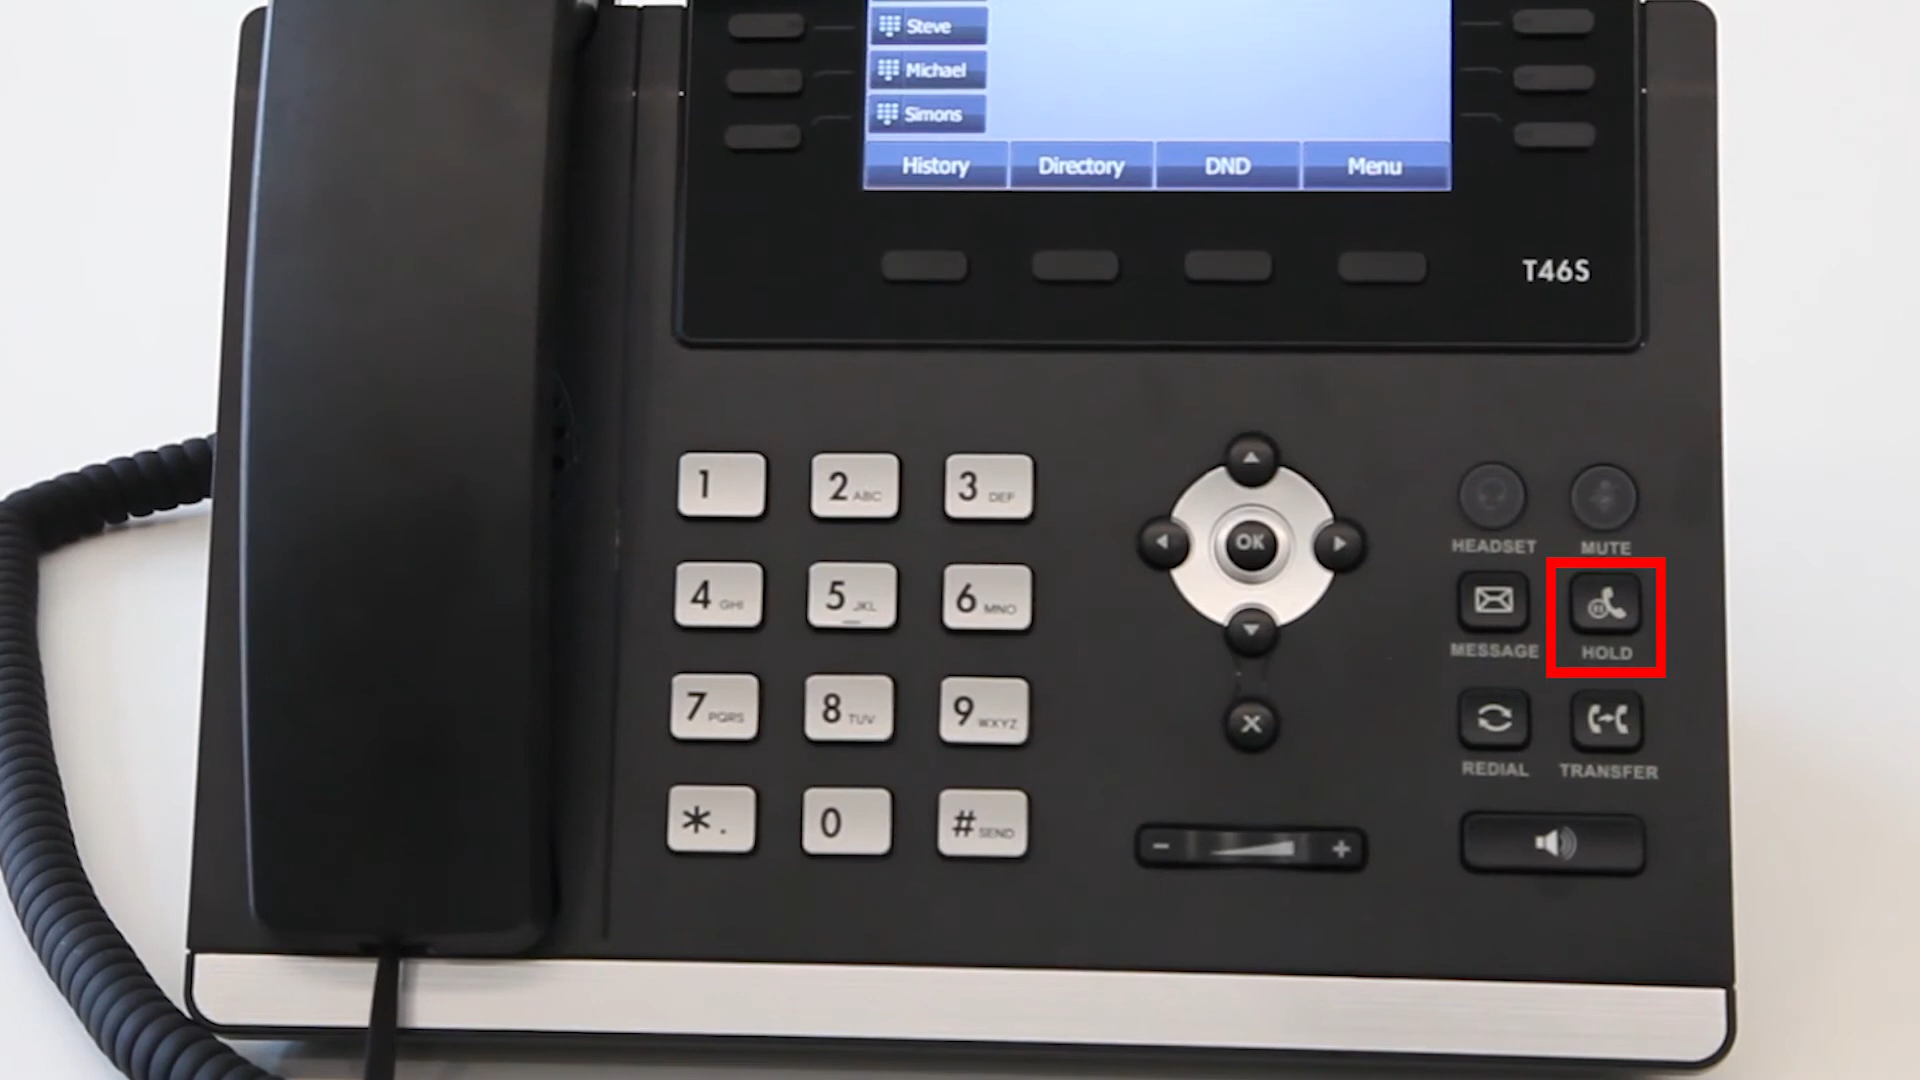 Steve
Michael
Simons
History Directory DND Menu
T46S
1 2 ABC 3 DEF
OK
HEADSET MUTE
4 GHI 5 JKL 6 MNO
MESSAGE HOLD
7 PQRS 8 TUV 9 WXYZ
REDIAL TRANSFER
* . 0 # SEND
- +